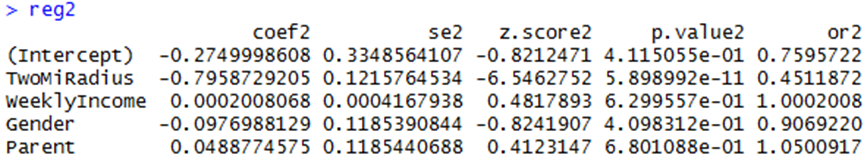 > reg2
coef2 se2 z.score2 p.value2 or2
(Intercept) -0.2749998608 0.3348564107 -0.8212471 4.115055e-01 0.7595722
TwoMiRadius -0.7958729205 0.1215764534 -6.5462752 5.898992e-11 0.4511872
WeeklyIncome 0.0002008068 0.0004167938 0.4817893 6.299557e-01 1.0002008
Gender -0.0976988129 0.1185390844 -0.8241907 4.098312e-01 0.9069220
Parent 0.0488774575 0.1185440688 0.4123147 6.801088e-01 1.0500917